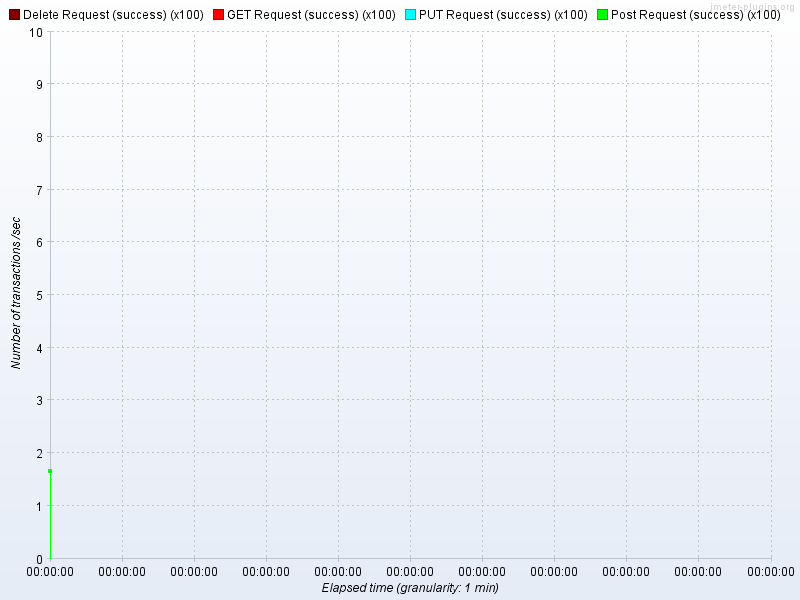 jmeter-plugins.org
Delete Request (success) (x100) GET Request (success) (x100) PUT Request (success) (x100) Post Request (success) (x100)
10
9
8
7
6
5
4
3
2
1
0
Number of transactions /sec
00:00:00 00:00:00 00:00:00 00:00:00 00:00:00 00:00:00 00:00:00 00:00:00 00:00:00 00:00:00 00:00:00
Elapsed time (granularity: 1 min)